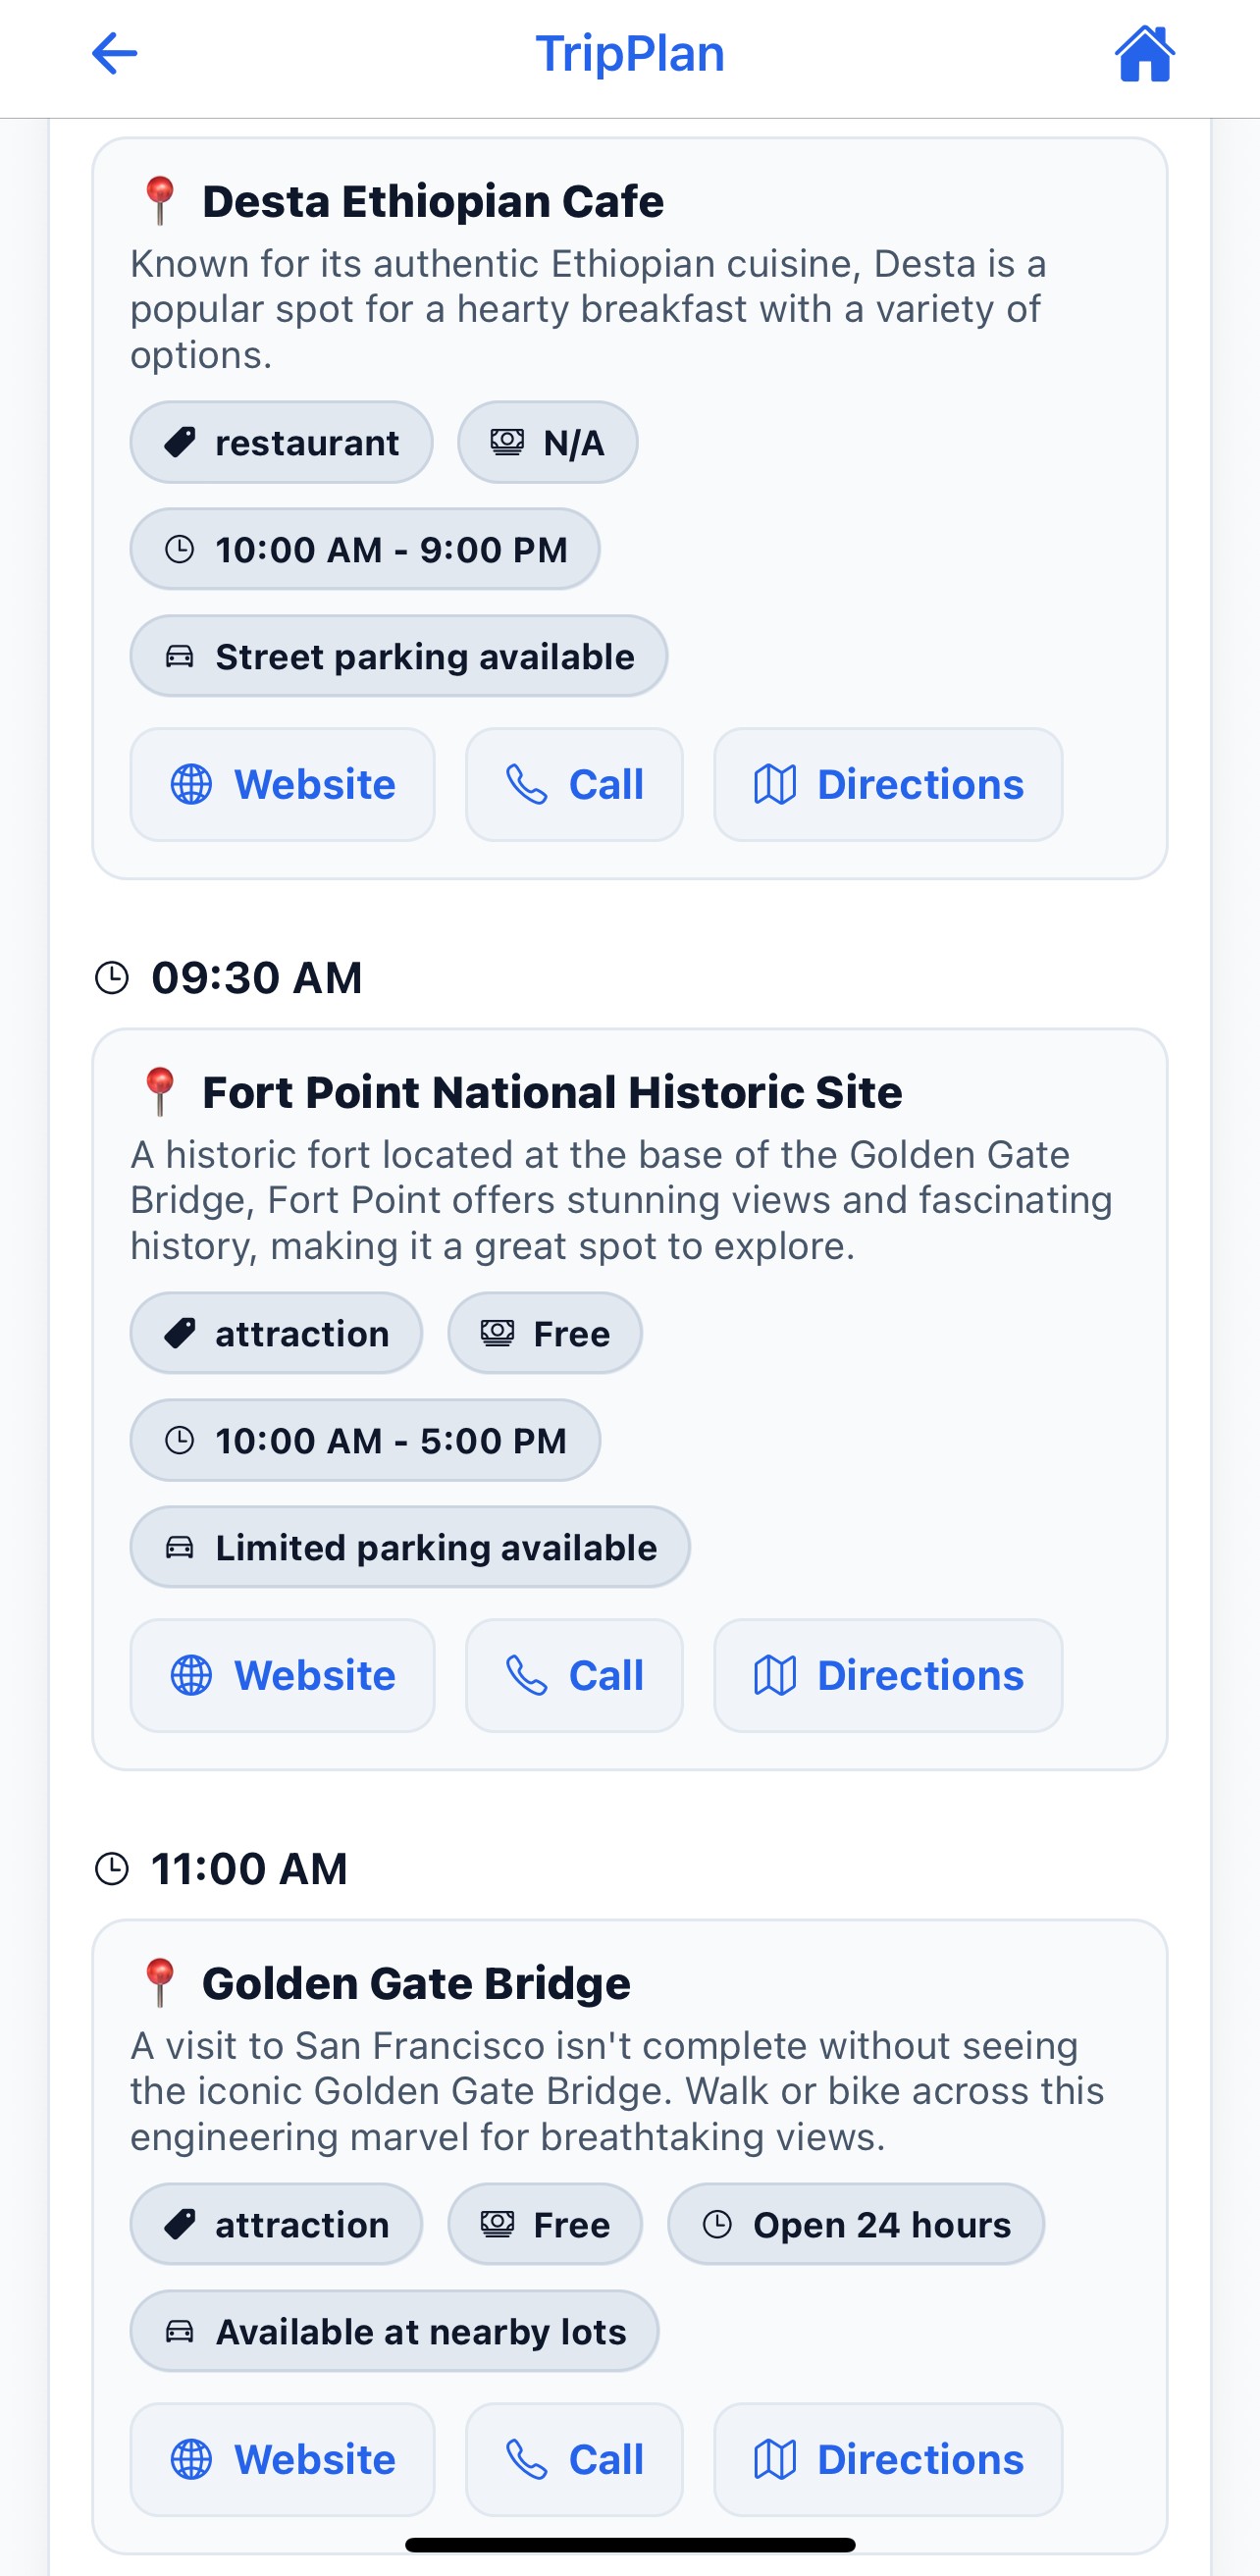 TripPlan
Desta Ethiopian Cafe
Known for its authentic Ethiopian cuisine, Desta is a
popular spot for a hearty breakfast with a variety of
options.
restaurant N/A
10:00 AM - 9:00 PM
Street parking available
Website Call Directions
09:30 AM
Fort Point National Historic Site
A historic fort located at the base of the Golden Gate
Bridge, Fort Point offers stunning views and fascinating
history, making it a great spot to explore.
attraction Free
10:00 AM - 5:00 PM
Limited parking available
Website Call Directions
11:00 AM
Golden Gate Bridge
A visit to San Francisco isn't complete without seeing
the iconic Golden Gate Bridge. Walk or bike across this
engineering marvel for breathtaking views.
attraction Free Open 24 hours
Available at nearby lots
Website Call Directions